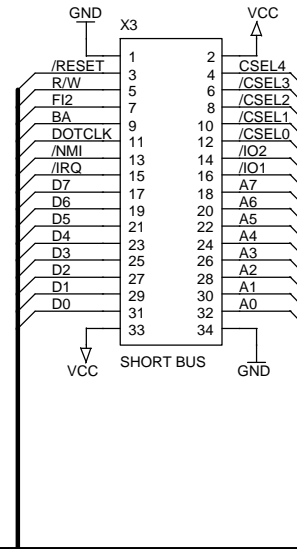 GND X3 VCC
1 2
/RESET 3 4 CSEL4
R/W 5 6 /CSEL3
FI2 7 8 /CSEL2
BA 9 10 /CSEL1
DOTCLK 11 12 /CSEL0
/NMI 13 14 /IO2
/IRQ 15 16 /IO1
D7 17 18 A7
D6 19 20 A6
D5 21 22 A5
D4 23 24 A4
D3 25 26 A3
D2 27 28 A2
D1 29 30 A1
D0 31 32 A0
33 34
VCC SHORT BUS GND